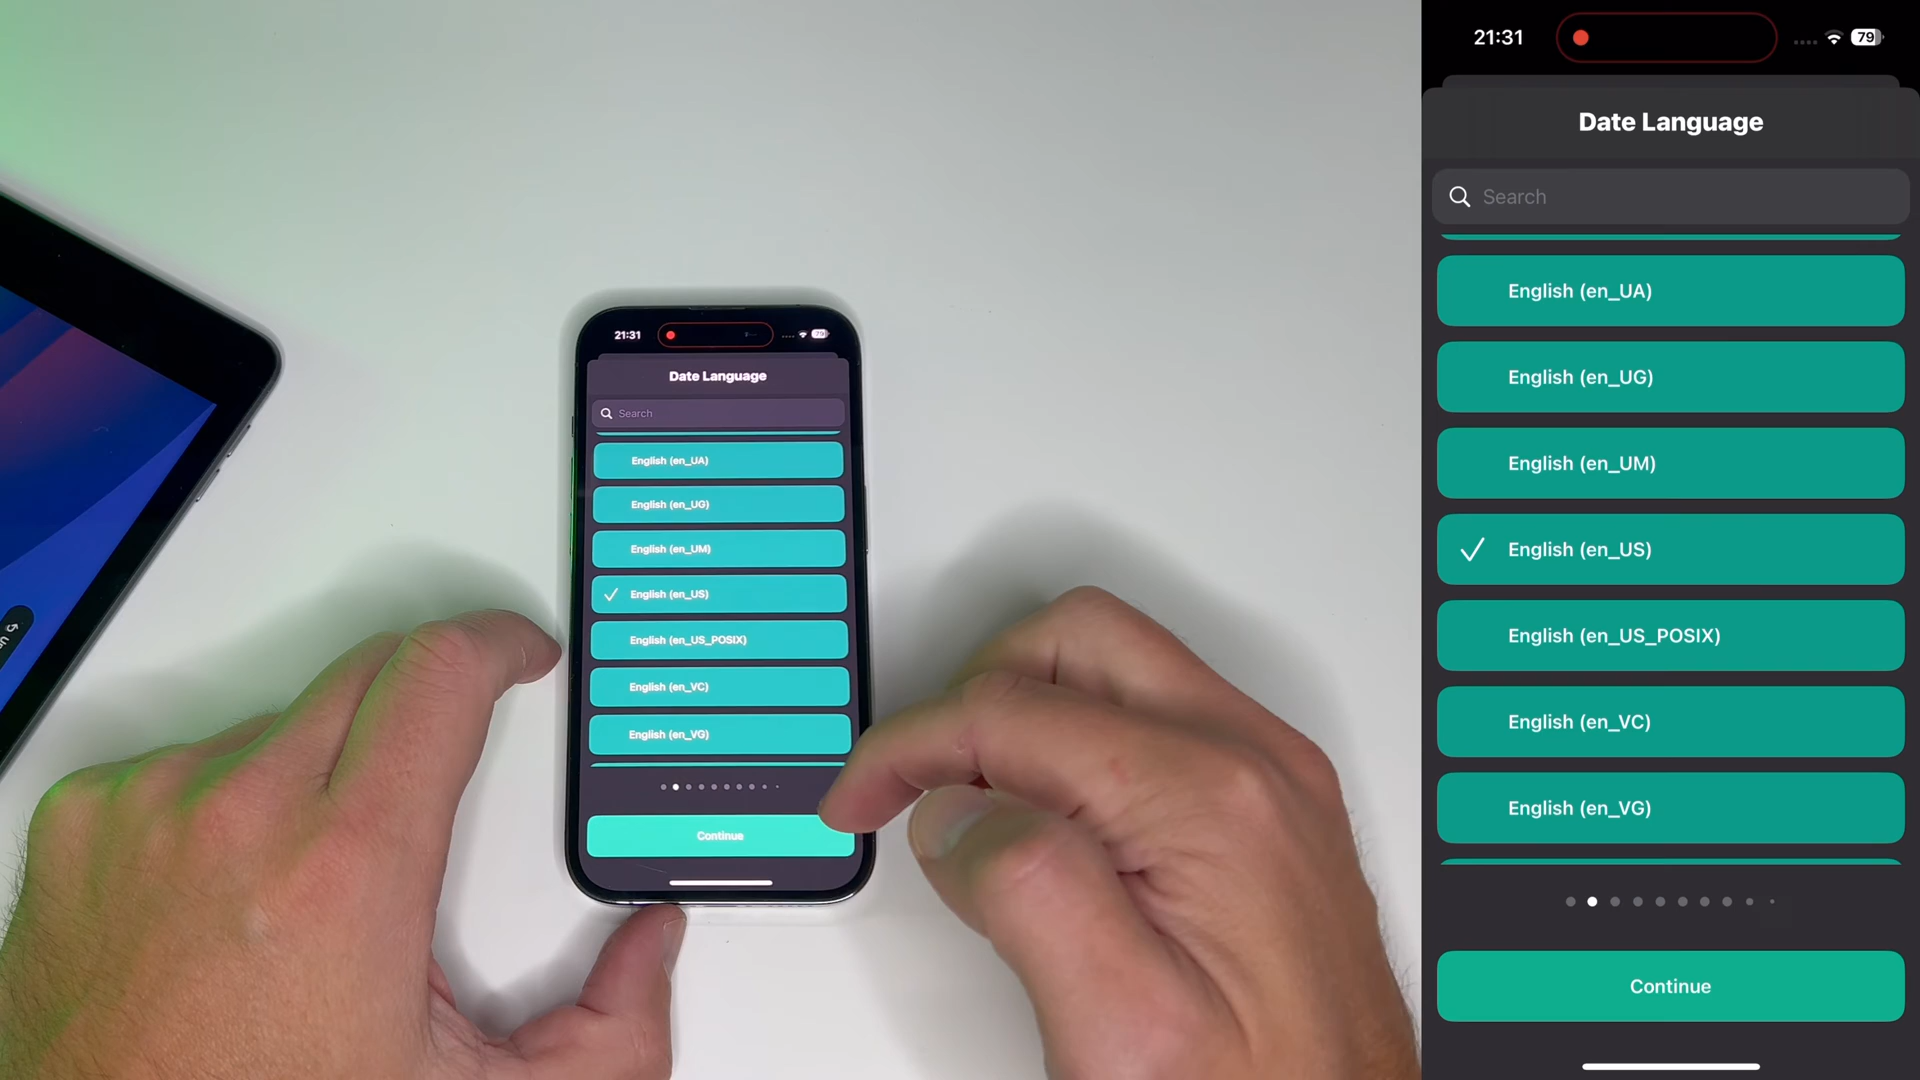 21:31
Date Language
Search
English (en_UA)
English (en_UG)
English (en_UM)
English (en_US)
English (en_US_POSIX)
English (en_VC)
English (en_VG)
Continue
21:31
79
Date Language
Search
English (en_UA)
English (en_UG)
English (en_UM)
English (en_US)
English (en_US_POSIX)
English (en_VC)
English (en_VG)
Continue